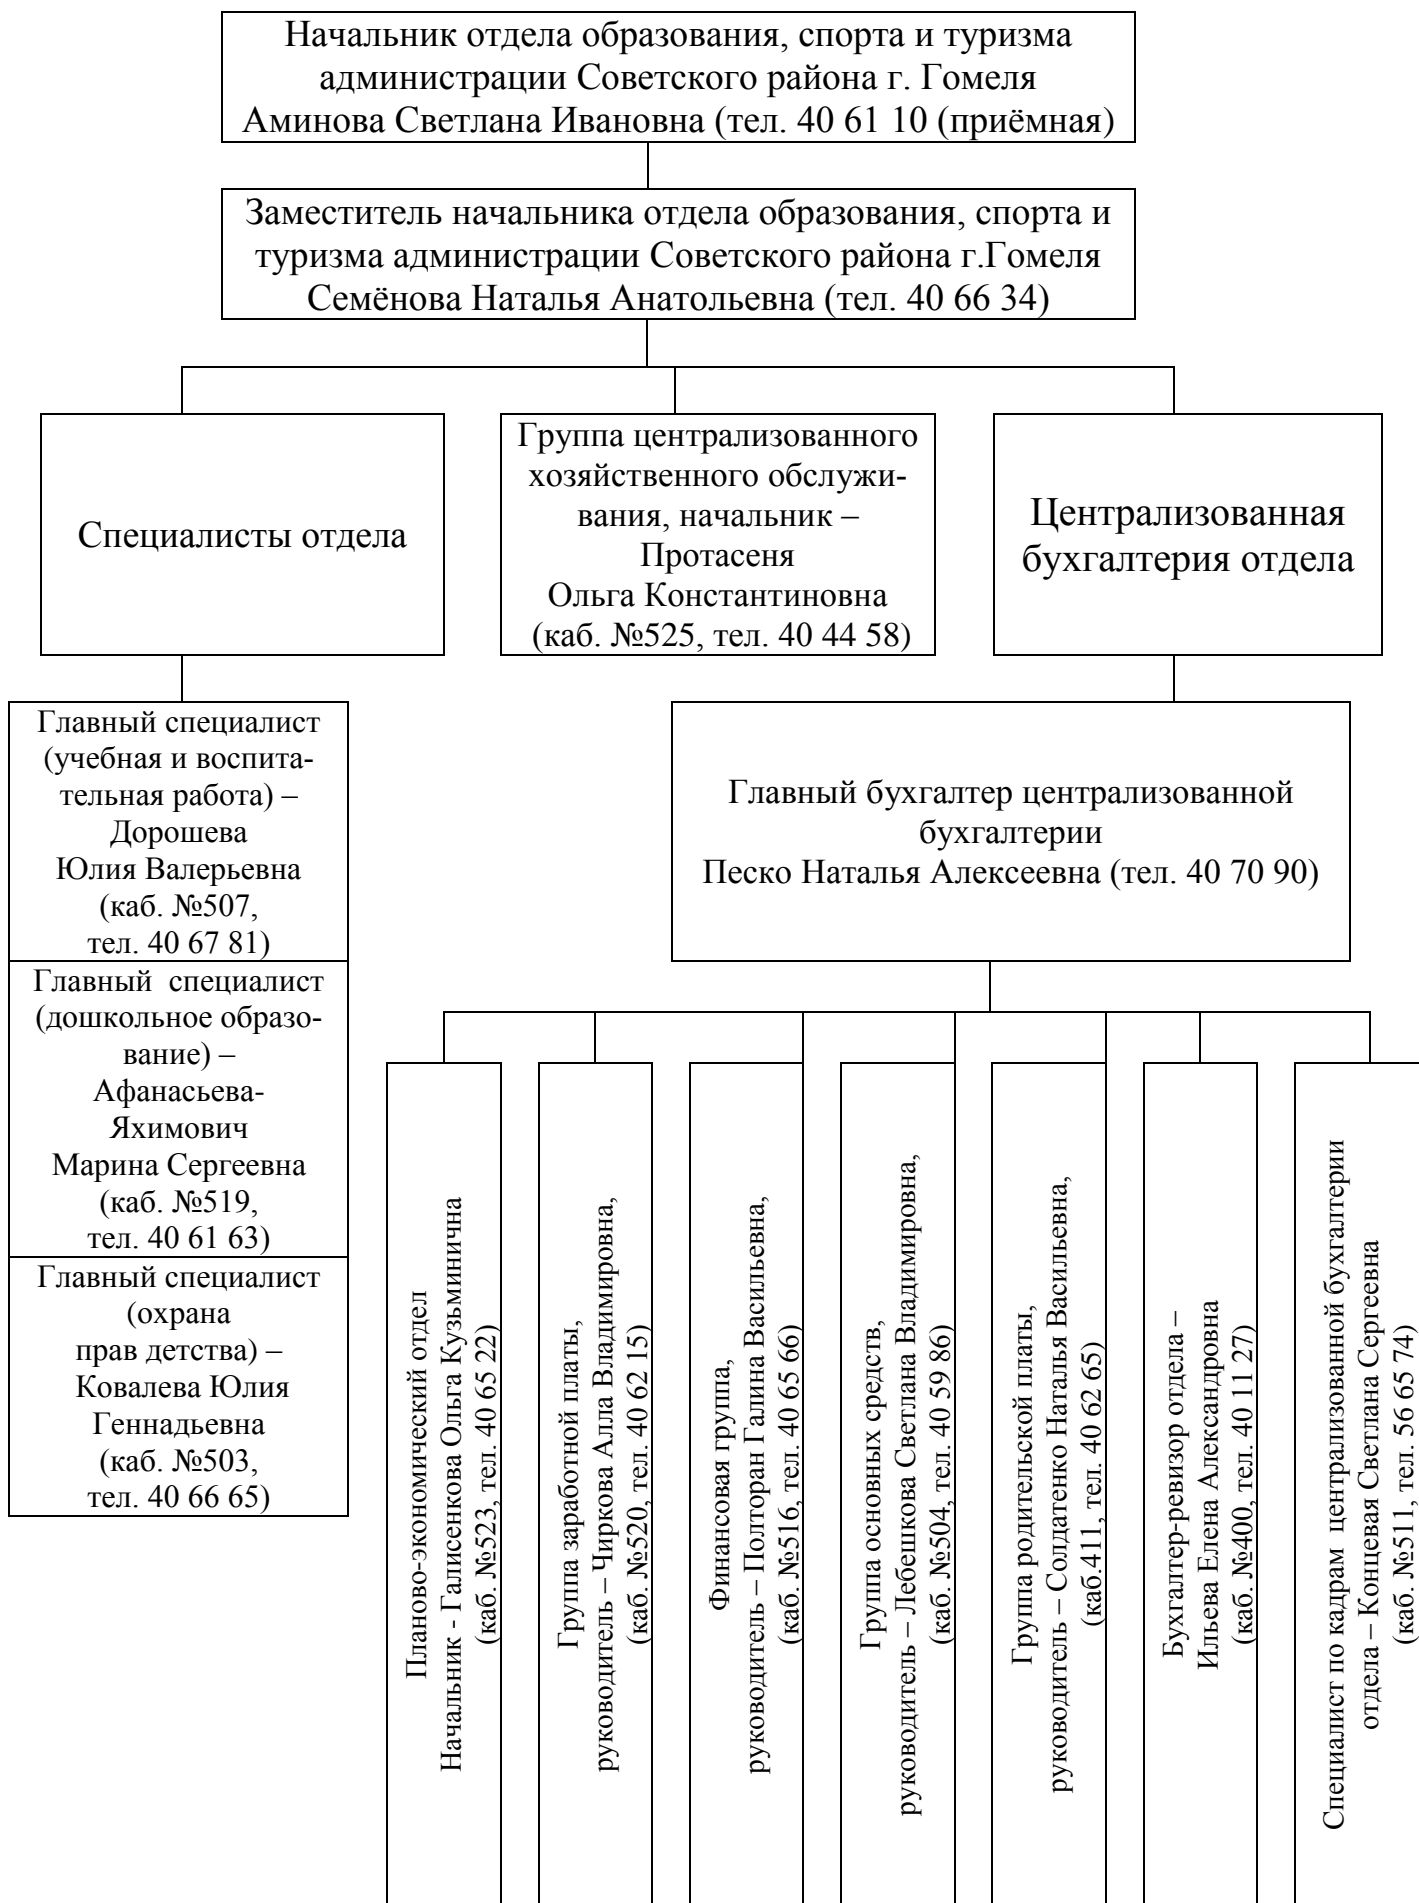 Начальник отдела образования, спорта и туризма
администрации Советского района г. Гомеля
Аминова Светлана Ивановна (тел. 40 61 10 (приёмная)
Заместитель начальника отдела образования, спорта и
туризма администрации Советского района г.Гомеля
Семёнова Наталья Анатольевна (тел. 40 66 34)
Специалисты отдела
Группа централизованного
хозяйственного обслужи-
вания, начальник –
Протасеня
Ольга Константиновна
(каб. №525, тел. 40 44 58)
Централизованная
бухгалтерия отдела
Главный специалист
(учебная и воспита-
тельная работа) –
Дорошева
Юлия Валерьевна
(каб. №507,
тел. 40 67 81)
Главный специалист
(дошкольное образо-
вание) –
Афанасьева-
Яхимович
Марина Сергеевна
(каб. №519,
тел. 40 61 63)
Главный специалист
(охрана
прав детства) –
Ковалева Юлия
Геннадьевна
(каб. №503,
тел. 40 66 65)
Главный бухгалтер централизованной
бухгалтерии
Песко Наталья Алексеевна (тел. 40 70 90)
Планово-экономический отдел
Начальник - Галисенкова Ольга Кузьминична
(каб. №523, тел. 40 65 22)
Группа заработной платы,
руководитель – Чиркова Алла Владимировна,
(каб. №520, тел. 40 62 15)
Финансовая группа,
руководитель – Полторан Галина Васильевна,
(каб. №516, тел. 40 65 66)
Группа основных средств,
руководитель – Лебешкова Светлана Владимировна,
(каб. №504, тел. 40 59 86)
Группа родительской платы,
руководитель – Солдатенко Наталья Васильевна,
(каб.411, тел. 40 62 65)
Бухгалтер-ревизор отдела –
Ильева Елена Александровна
(каб. №400, тел. 40 11 27)
Специалист по кадрам централизованной бухгалтерии
отдела – Концевая Светлана Сергеевна
(каб. №511, тел. 56 65 74)